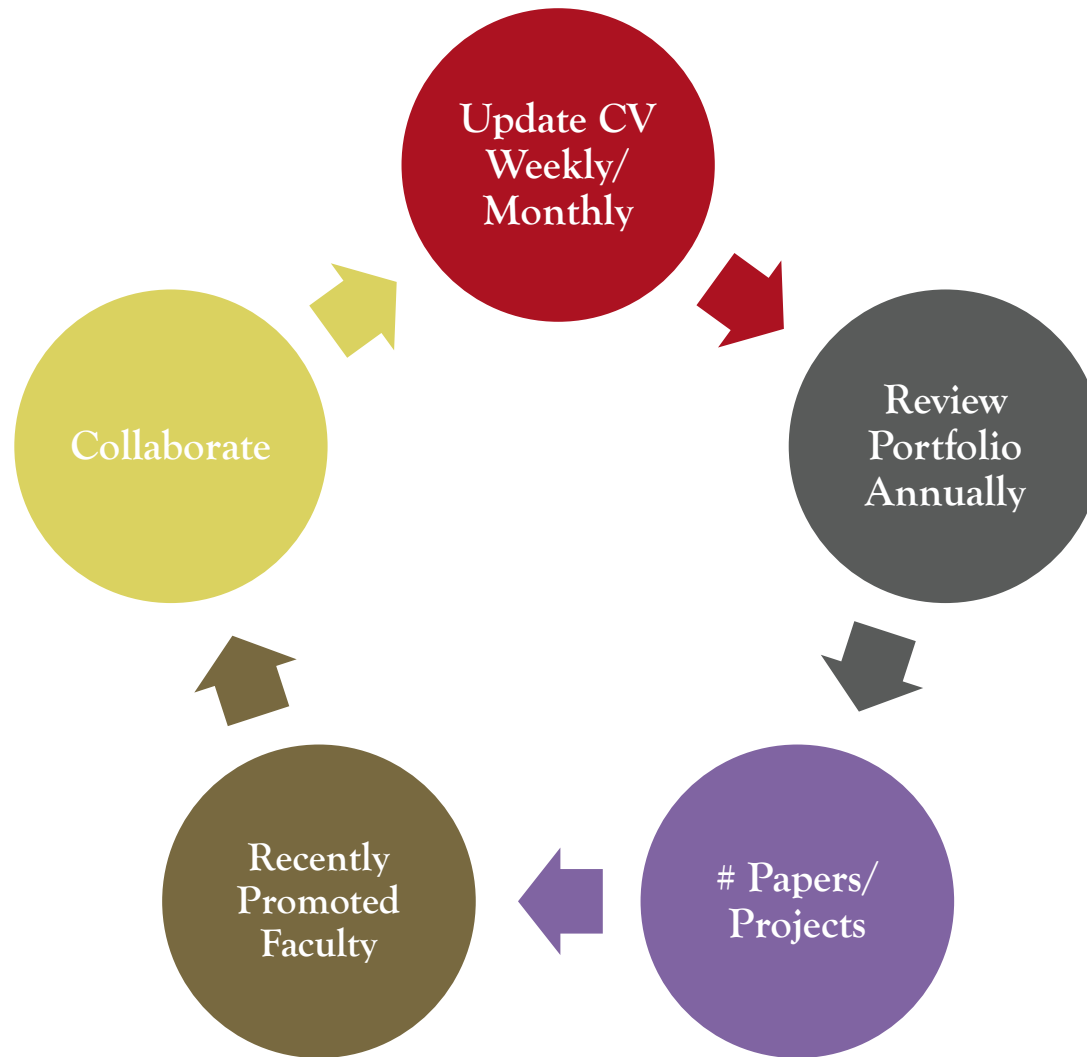 Update CV
Weekly/
Monthly
Review
Portfolio
Annually
# Papers/
Projects
Recently
Promoted
Faculty
Collaborate